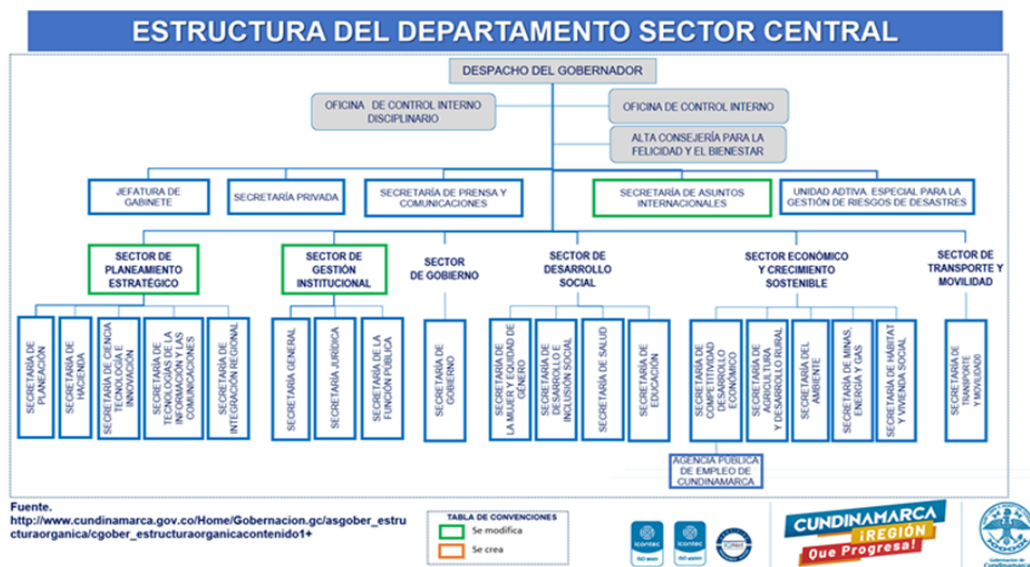 ESTRUCTURA DEL DEPARTAMENTO SECTOR CENTRAL
DESPACHO DEL GOBERNADOR
OFICINA DE CONTROL INTERNO
DISCIPLINARIO
OFICINA DE CONTROL INTERNO
ALTA CONSEJERÍA PARA LA
FELICIDAD Y EL BIENESTAR
JEFATURA DE
GABINETE
SECRETARÍA PRIVADA
SECRETARÍA DE PRENSA Y
COMUNICACIONES
SECRETARÍA DE ASUNTOS
INTERNACIONALES
UNIDAD ADTIVA. ESPECIAL PARA LA
GESTIÓN DE RIESGOS DE DESASTRES
SECTOR DE
PLANEAMIENTO
ESTRATÉGICO
SECTOR DE
GESTIÓN
INSTITUCIONAL
SECTOR
DE GOBIERNO
SECTOR DE
DESARROLLO
SOCIAL
SECTOR ECONÓMICO
Y CRECIMIENTO
SOSTENIBLE
SECTOR DE
TRANSPORTE Y
MOVILIDAD
SECRETARÍA DE
PLANEACIÓN
SECRETARÍA DE
HACIENDA
SECRETARÍA DE CIENCIA
TECNOLOGÍA E
INNOVACIÓN
SECRETARÍA DE
TECNOLOGÍAS DE LA
INFORMACIÓN Y LAS
COMUNICACIONES
SECRETARÍA DE
INTEGRACIÓN REGIONAL
SECRETARÍA GENERAL
SECRETARÍA JURÍDICA
SECRETARÍA DE LA
FUNCIÓN PÚBLICA
SECRETARÍA DE
GOBIERNO
SECRETARÍA DE
LA MUJER Y EQUIDAD DE
GÉNERO
SECRETARÍA DE
DESARROLLO E
INCLUSIÓN SOCIAL
SECRETARÍA DE SALUD
SECRETARÍA DE
EDUCACIÓN
SECRETARÍA DE
COMPETITIVIDAD
DESARROLLO
ECONÓMICO
SECRETARÍA DE
AGRICULTURA
Y DESARROLLO RURAL
SECRETARÍA DEL
AMBIENTE
SECRETARÍA DE MINAS,
ENERGÍA Y GAS
SECRETARÍA DE HÁBITAT
Y VIVIENDA SOCIAL
SECRETARÍA DE
TRANSPORTE
Y MOVILIDAD
AGENCIA PÚBLICA
DE EMPLEO DE
CUNDINAMARCA
Fuente.
http://www.cundinamarca.gov.co/Home/Gobernacion.gc/asgober_estru
cturaorganica/cgober_estructuraorganicacontenido1+
TABLA DE CONVENCIONES
Se modifica
Se crea
icontec
ISO 9001
icontec
CUNDINAMARCA
¡REGIÓN
Que Progresa!
Gobernación de
Cundinamarca